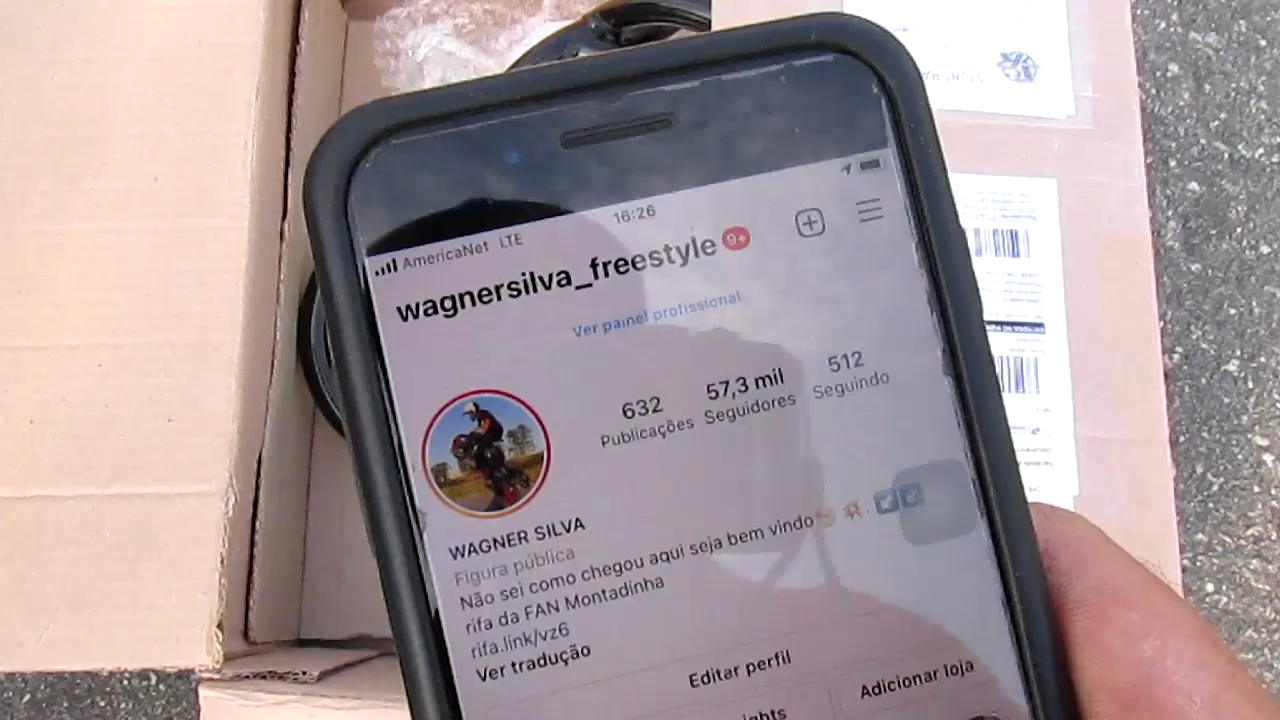 16:26
AmericaNet LTE
wagnersilva_freestyle 9+
Ver painel profissional
632 57,3 mil 512
Publicações Seguidores Seguindo
WAGNER SILVA
Figura pública
Não sei como chegou aqui seja bem vindo
rifa da FAN Montadinha
rifa.link/vz6
Ver tradução
Editar perfil
Adicionar loja